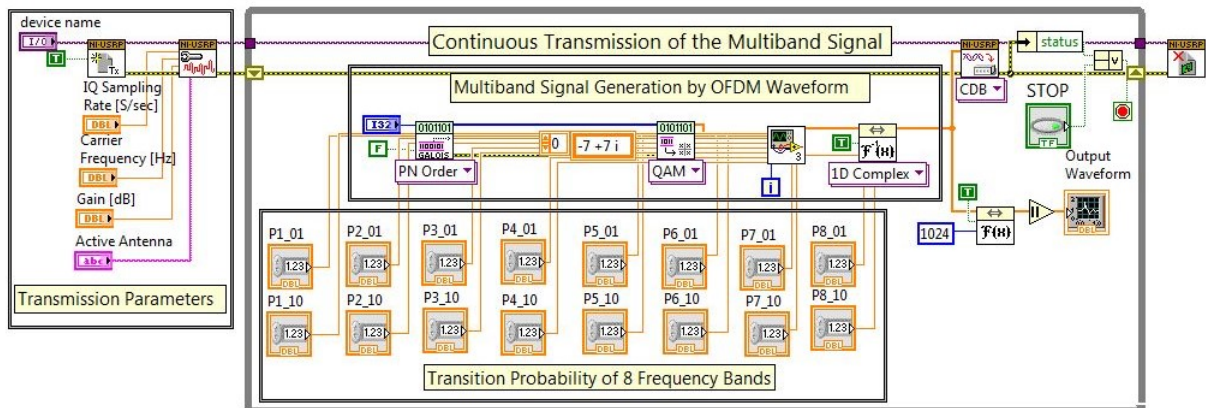 device name
I/O
T
NI-USRP
Tx
NI-USRP
IQ Sampling
Rate [S/sec]
DBL
Carrier
Frequency [Hz]
DBL
Gain [dB]
DBL
Active Antenna
abc
Transmission Parameters
Continuous Transmission of the Multiband Signal
Multiband Signal Generation by OFDM Waveform
I32
F
0101101
GALOIS
PN Order
0
-7 +7 i
0101101
QAM
3
i
T
1D Complex
P1_01
P2_01
P3_01
P4_01
P5_01
P6_01
P7_01
P8_01
1.23 1.23 1.23 1.23 1.23 1.23 1.23 1.23
DBL DBL DBL DBL DBL DBL DBL DBL
P1_10
P2_10
P3_10
P4_10
P5_10
P6_10
P7_10
P8_10
1.23 1.23 1.23 1.23 1.23 1.23 1.23 1.23
DBL DBL DBL DBL DBL DBL DBL DBL
Transition Probability of 8 Frequency Bands
NI-USRP
CDB
status
v
STOP
TF
Output
Waveform
DBL
T
1024
F(x)
NI-USRP